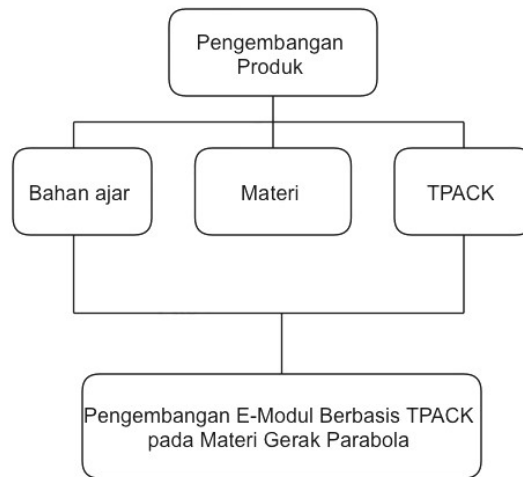 Pengembangan
Produk
Bahan ajar
Materi
TPACK
Pengembangan E-Modul Berbasis TPACK
pada Materi Gerak Parabola